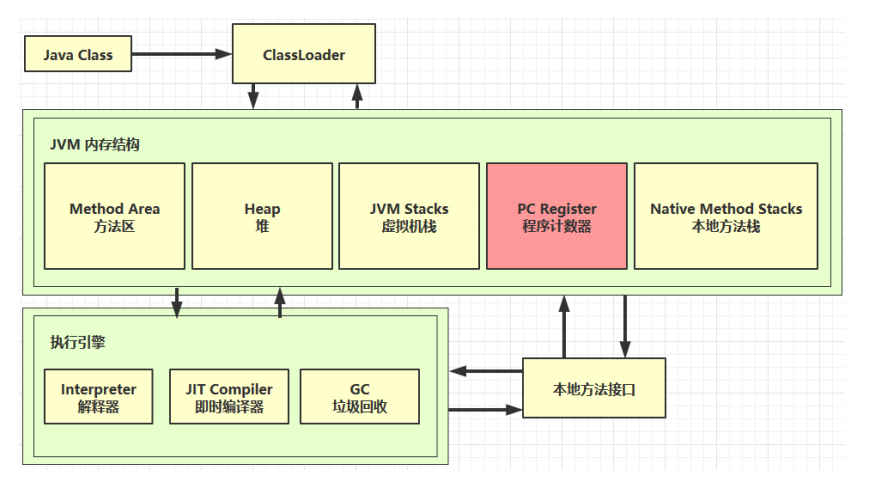 Java Class
ClassLoader
JVM 内存结构
Method Area
方法区
Heap
堆
JVM Stacks
虚拟机栈
PC Register
程序计数器
Native Method Stacks
本地方法栈
执行引擎
Interpreter
解释器
JIT Compiler
即时编译器
GC
垃圾回收
本地方法接口